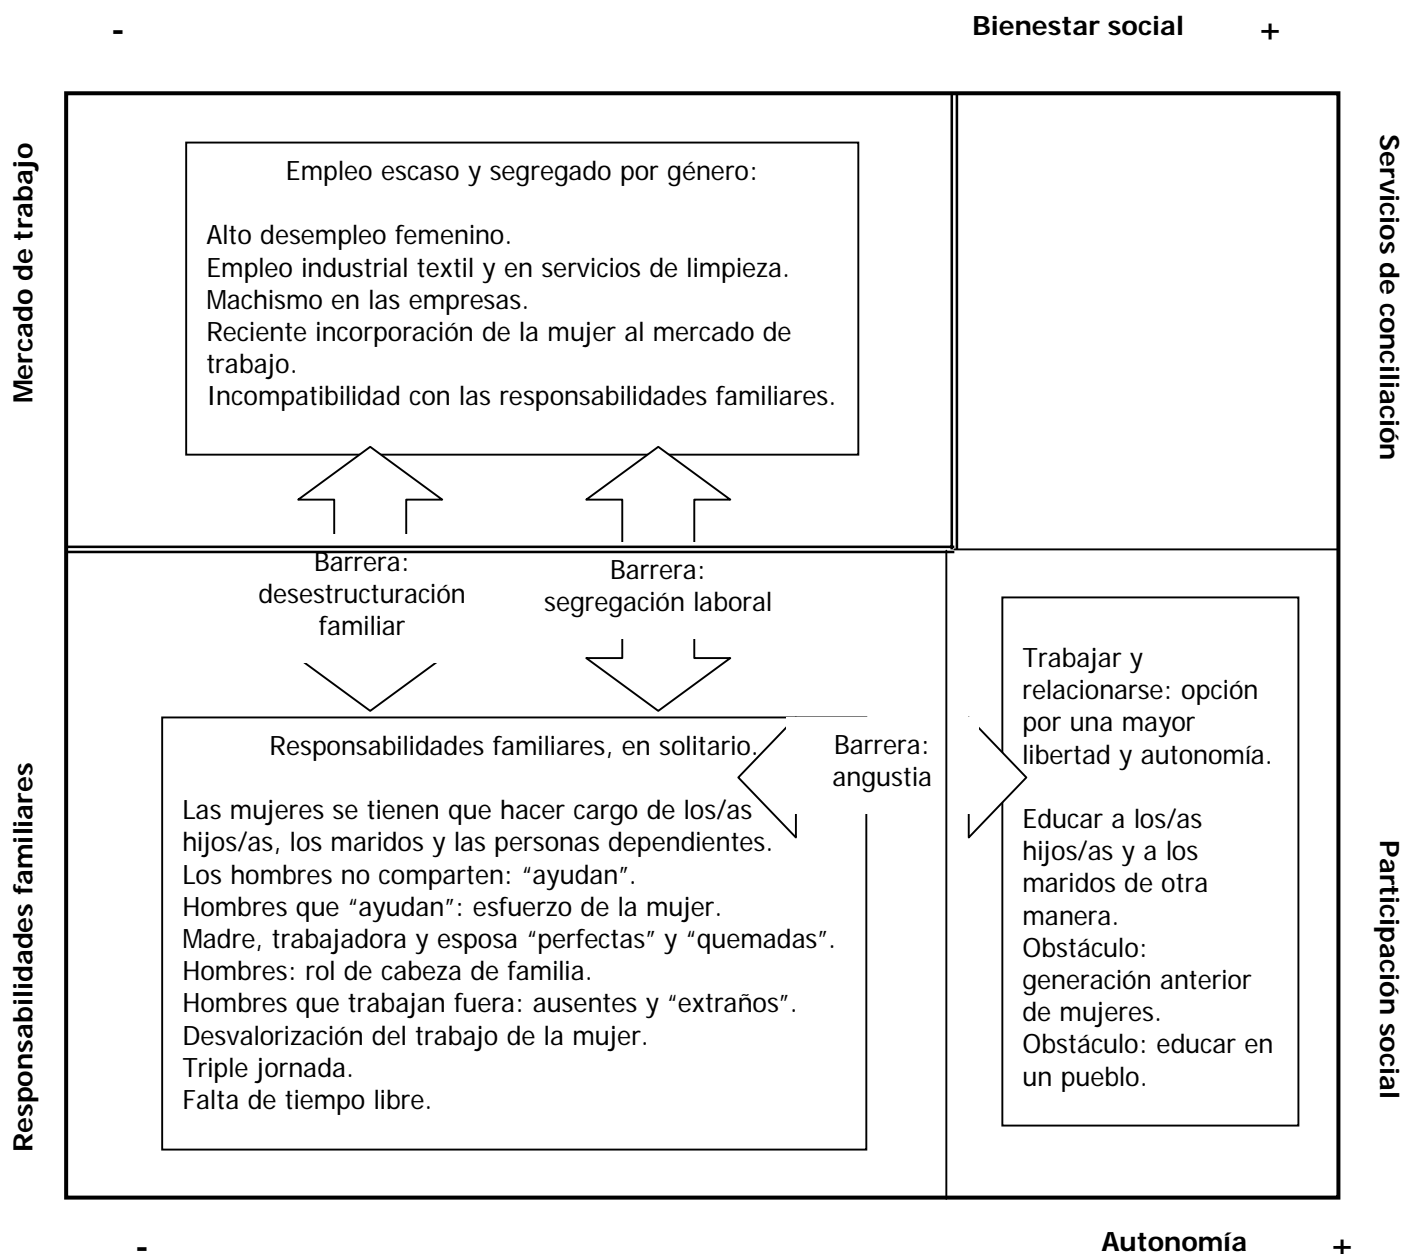 -
Bienestar social
+
Mercado de trabajo
Servicios de conciliación
Empleo escaso y segregado por género:
Alto desempleo femenino.
Empleo industrial textil y en servicios de limpieza.
Machismo en las empresas.
Reciente incorporación de la mujer al mercado de
trabajo.
Incompatibilidad con las responsabilidades familiares.
Barrera:
desestructuración
familiar
Barrera:
segregación laboral
Responsabilidades familiares
Responsabilidades familiares, en solitario.
Las mujeres se tienen que hacer cargo de los/as
hijos/as, los maridos y las personas dependientes.
Los hombres no comparten: “ayudan”.
Hombres que “ayudan”: esfuerzo de la mujer.
Madre, trabajadora y esposa “perfectas” y “quemadas”.
Hombres: rol de cabeza de familia.
Hombres que trabajan fuera: ausentes y “extraños”.
Desvalorización del trabajo de la mujer.
Triple jornada.
Falta de tiempo libre.
Barrera:
angustia
Trabajar y
relacionarse: opción
por una mayor
libertad y autonomía.
Educar a los/as
hijos/as y a los
maridos de otra
manera.
Obstáculo:
generación anterior
de mujeres.
Obstáculo: educar en
un pueblo.
Participación social
-
Autonomía
+